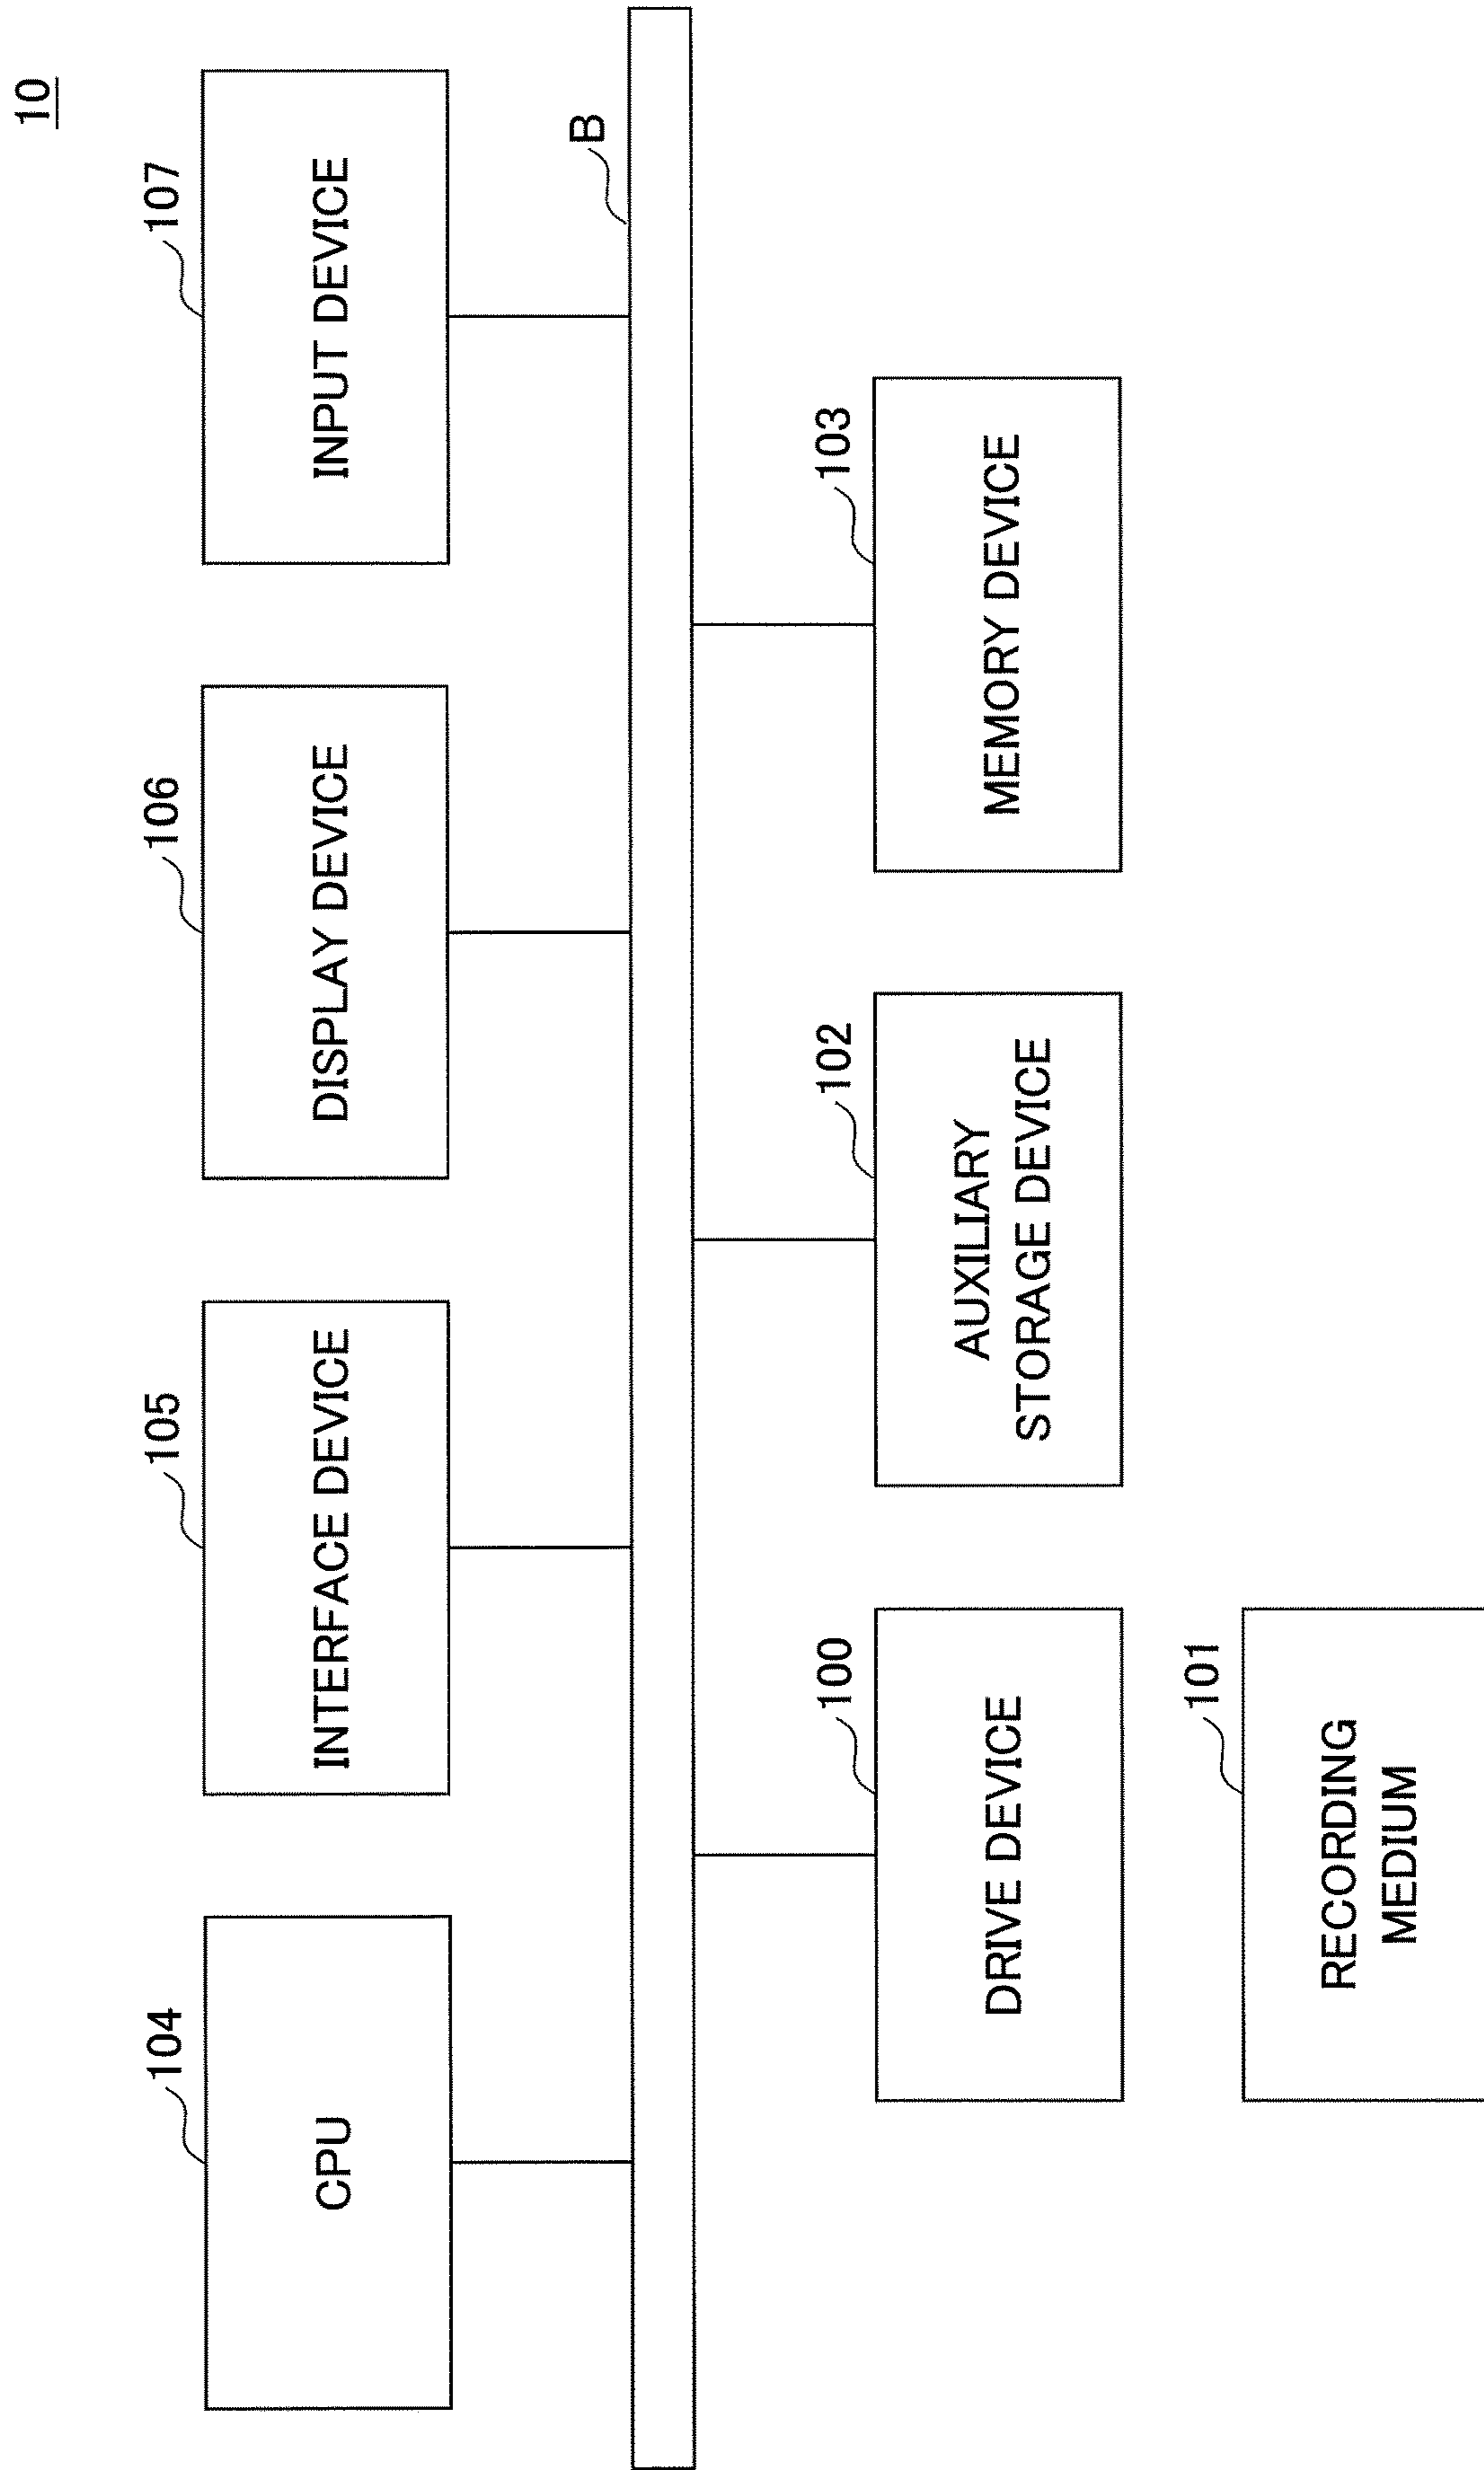 10
104
CPU
105
INTERFACE DEVICE
106
DISPLAY DEVICE
107
INPUT DEVICE
B
100
DRIVE DEVICE
102
AUXILIARY
STORAGE DEVICE
103
MEMORY DEVICE
101
RECORDING
MEDIUM